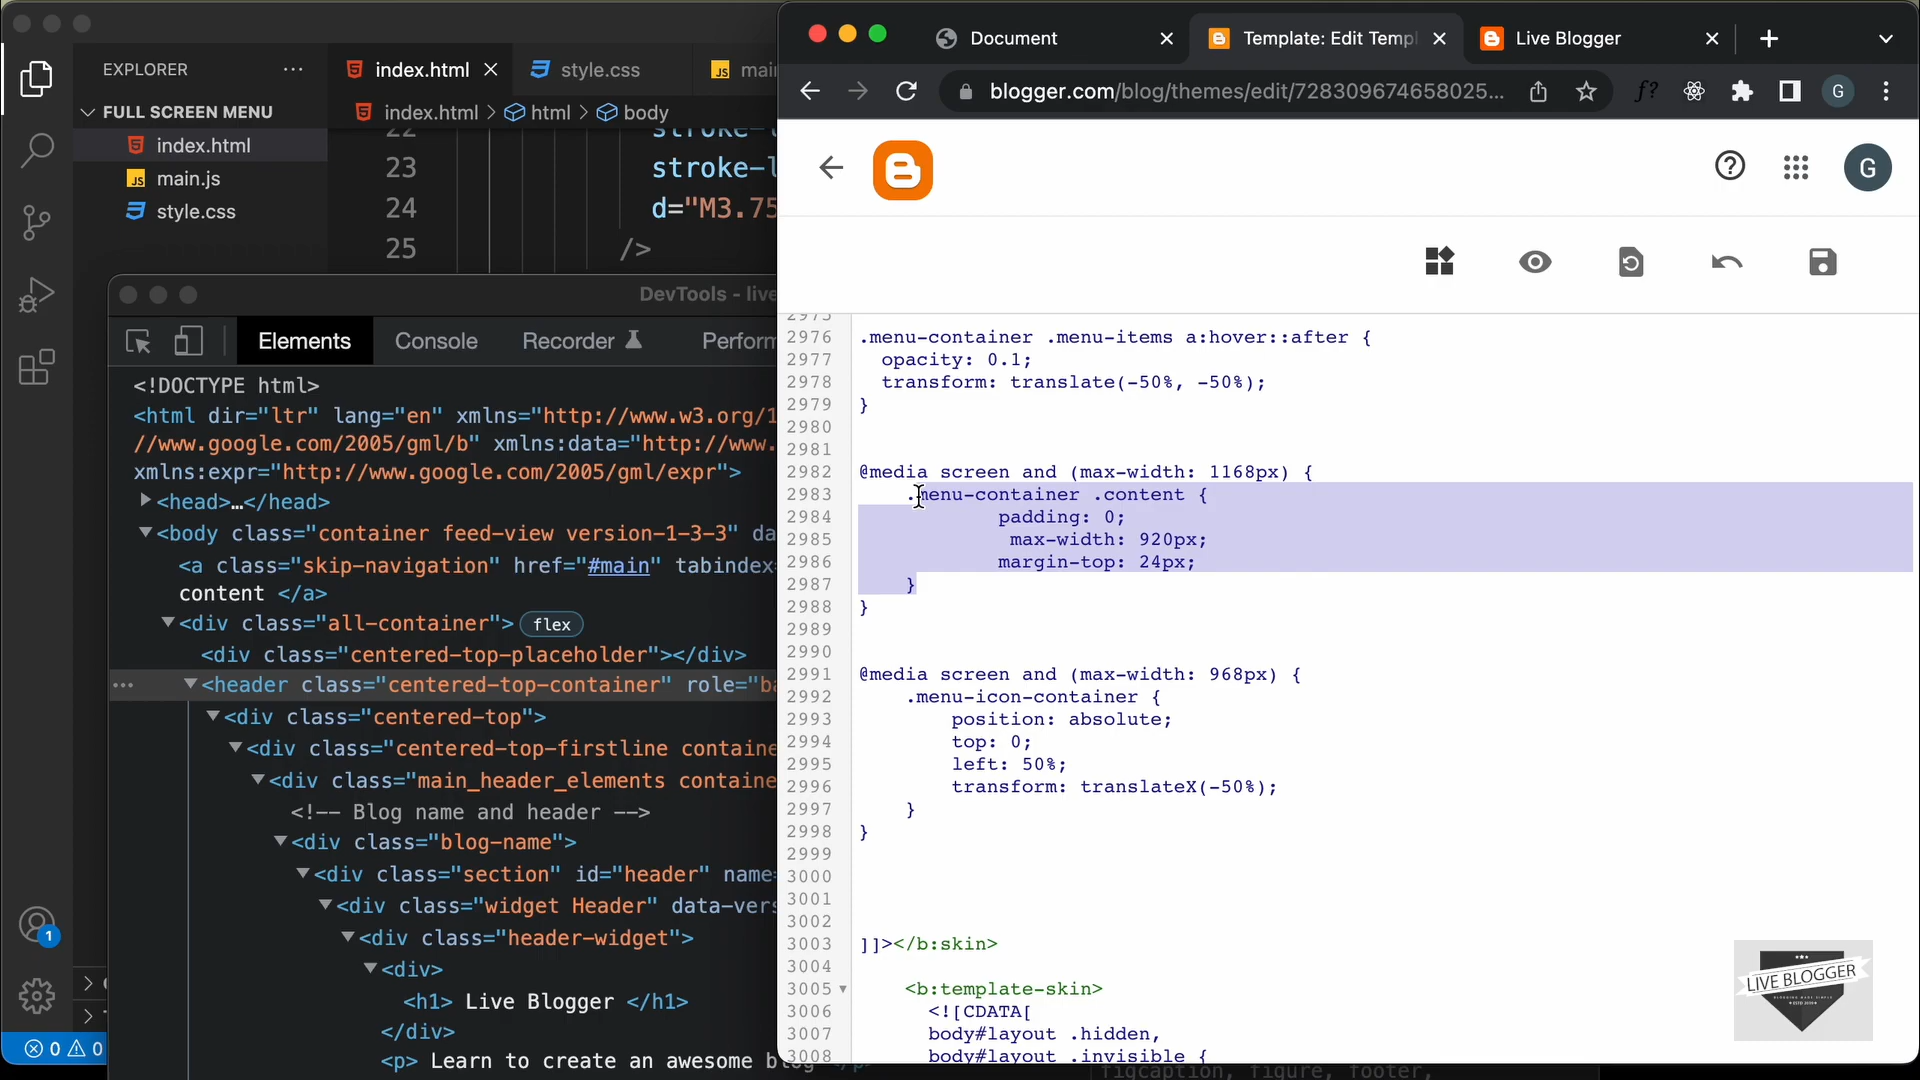 EXPLORER
FULL SCREEN MENU
index.html
main.js
style.css
index.html
style.css
index.html > html > body
23
24 d="M3.75
25 />
DevTools - live
Elements
Console
Recorder
<!DOCTYPE html>
<html dir="ltr" lang="en" xmlns="http://www.w3.org/1
//www.google.com/2005/gml/b" xmlns:data="http://www.
xmlns:expr="http://www.google.com/2005/gml/expr">
<head>…</head>
<body class="container feed-view version-1-3-3" da
<a class="skip-navigation" href="#main" tabindex=
content </a>
<div class="all-container"> flex
<div class="centered-top-placeholder"></div>
<header class="centered-top-container" role="ba
<div class="centered-top">
<div class="centered-top-firstline containe
<div class="main_header_elements containe
<!-- Blog name and header -->
<div class="blog-name">
<div class="section" id="header" name=
<div class="widget Header" data-vers
<div class="header-widget">
<div>
<h1> Live Blogger </h1>
</div>
<p> Learn to create an awesome blog </p>
1
0 0
Document
Template: Edit Templ
Live Blogger
blogger.com/blog/themes/edit/728309674658025...
f?
G
G
2976 .menu-container .menu-items a:hover::after {
2977 opacity: 0.1;
2978 transform: translate(-50%, -50%);
2979 }
2980
2981
2982 @media screen and (max-width: 1168px) {
2983 .menu-container .content {
2984 padding: 0;
2985 max-width: 920px;
2986 margin-top: 24px;
2987 }
2988 }
2989
2990
2991 @media screen and (max-width: 968px) {
2992 .menu-icon-container {
2993 position: absolute;
2994 top: 0;
2995 left: 50%;
2996 transform: translateX(-50%);
2997 }
2998 }
2999
3000
3001
3002
3003 ]]></b:skin>
3004
3005 <b:template-skin>
3006 <![CDATA[
3007 body#layout .hidden,
3008 body#layout .invisible {
LIVE BLOGGER
figcaption, figure, footer,